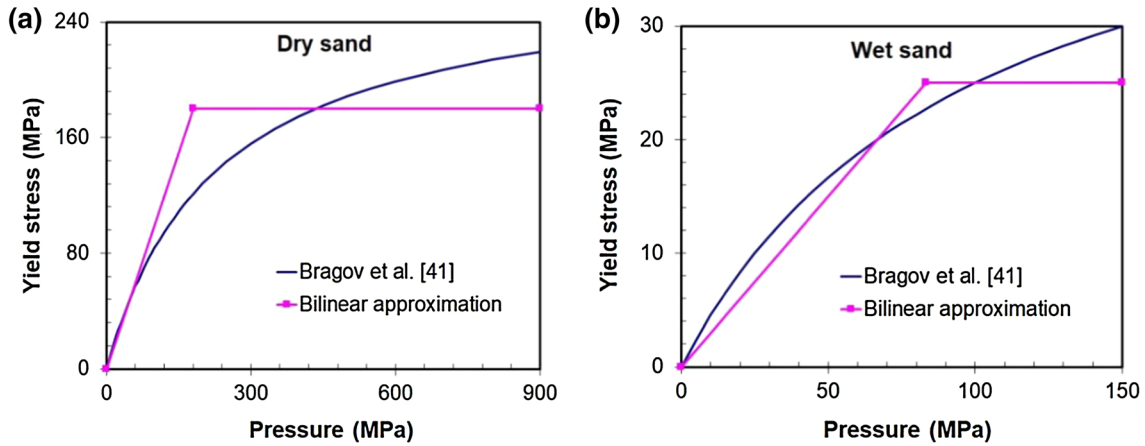 (a)
Dry sand
Yield stress (MPa)
240
160
80
0
Bragov et al. [41]
Bilinear approximation
0 300 600 900
Pressure (MPa)
(b)
Wet sand
Yield stress (MPa)
30
20
10
0
Bragov et al. [41]
Bilinear approximation
0 50 100 150
Pressure (MPa)